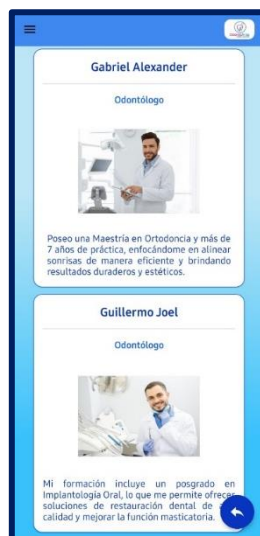 Gabriel Alexander
Odontólogo
Poseo una Maestría en Ortodoncia y más de
7 años de práctica, enfocándome en alinear
sonrisas de manera eficiente y brindando
resultados duraderos y estéticos.
Guillermo Joel
Odontólogo
Mi formación incluye un posgrado en
Implantología Oral, lo que me permite ofrecer
soluciones de restauración dental de
calidad y mejorar la función masticatoria.